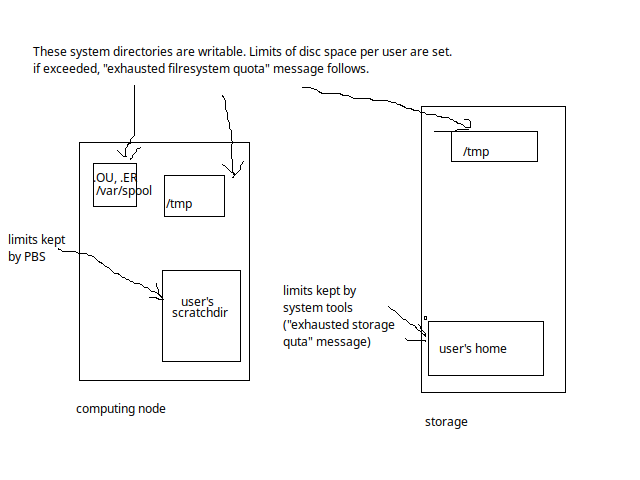 These system directories are writable. Limits of disc space per user are set.
if exceeded, "exhausted filresystem quota" message follows.
/tmp
.OU, .ER
/var/spool
/tmp
limits kept
by PBS
user's
scratchdir
limits kept by
system tools
("exhausted storage
quta" message)
user's home
computing node
storage